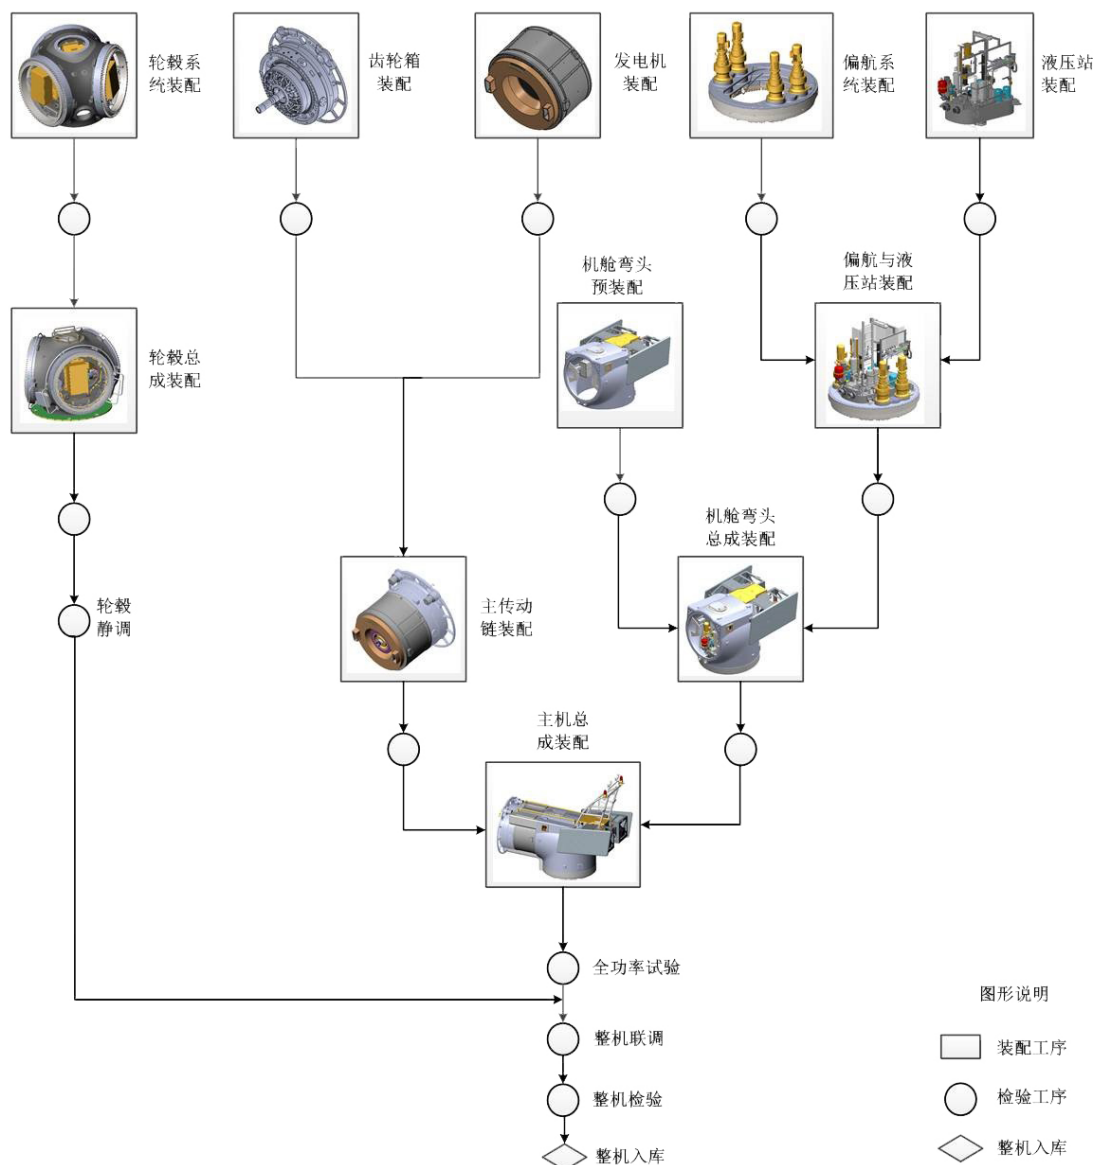 轮毂系
统装配
齿轮箱
装配
发电机
装配
偏航系
统装配
液压站
装配
机舱弯头
预装配
偏航与液
压站装配
轮毂总
成装配
机舱弯头
总成装配
轮毂
静调
主传动
链装配
主机总
成装配
全功率试验
整机联调
整机检验
整机入库
图形说明
装配工序
检验工序
整机入库